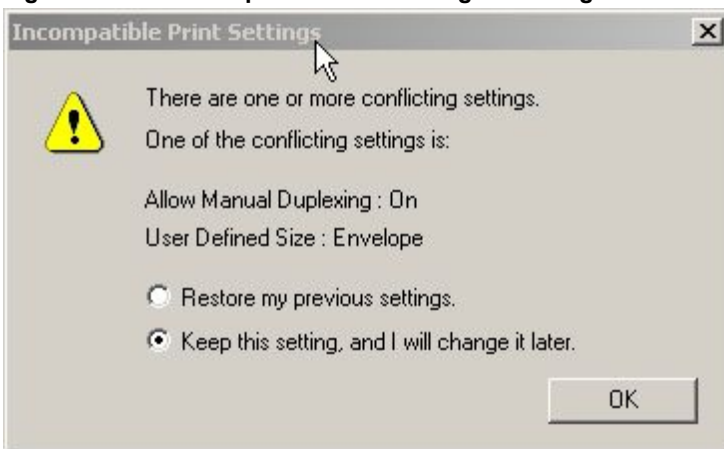 Incompatible Print Settings
There are one or more conflicting settings.
One of the conflicting settings is:
Allow Manual Duplexing : On
User Defined Size : Envelope
Restore my previous settings.
Keep this setting, and I will change it later.
OK